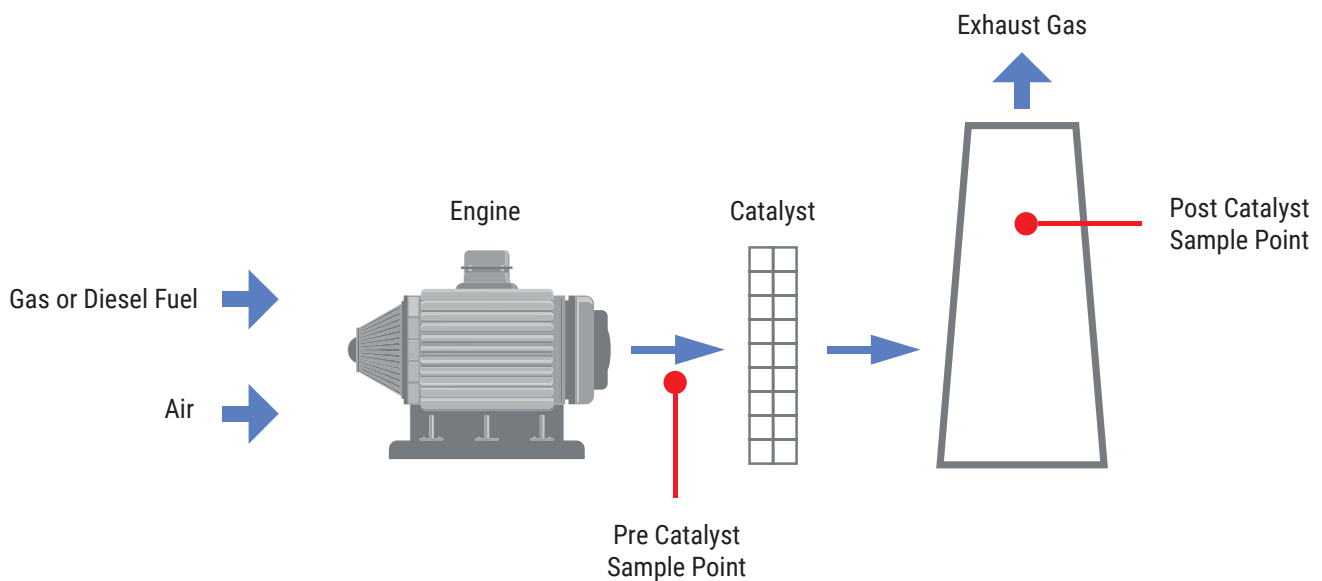 Exhaust Gas
Engine
Catalyst
Post Catalyst
Sample Point
Gas or Diesel Fuel
Air
Pre Catalyst
Sample Point